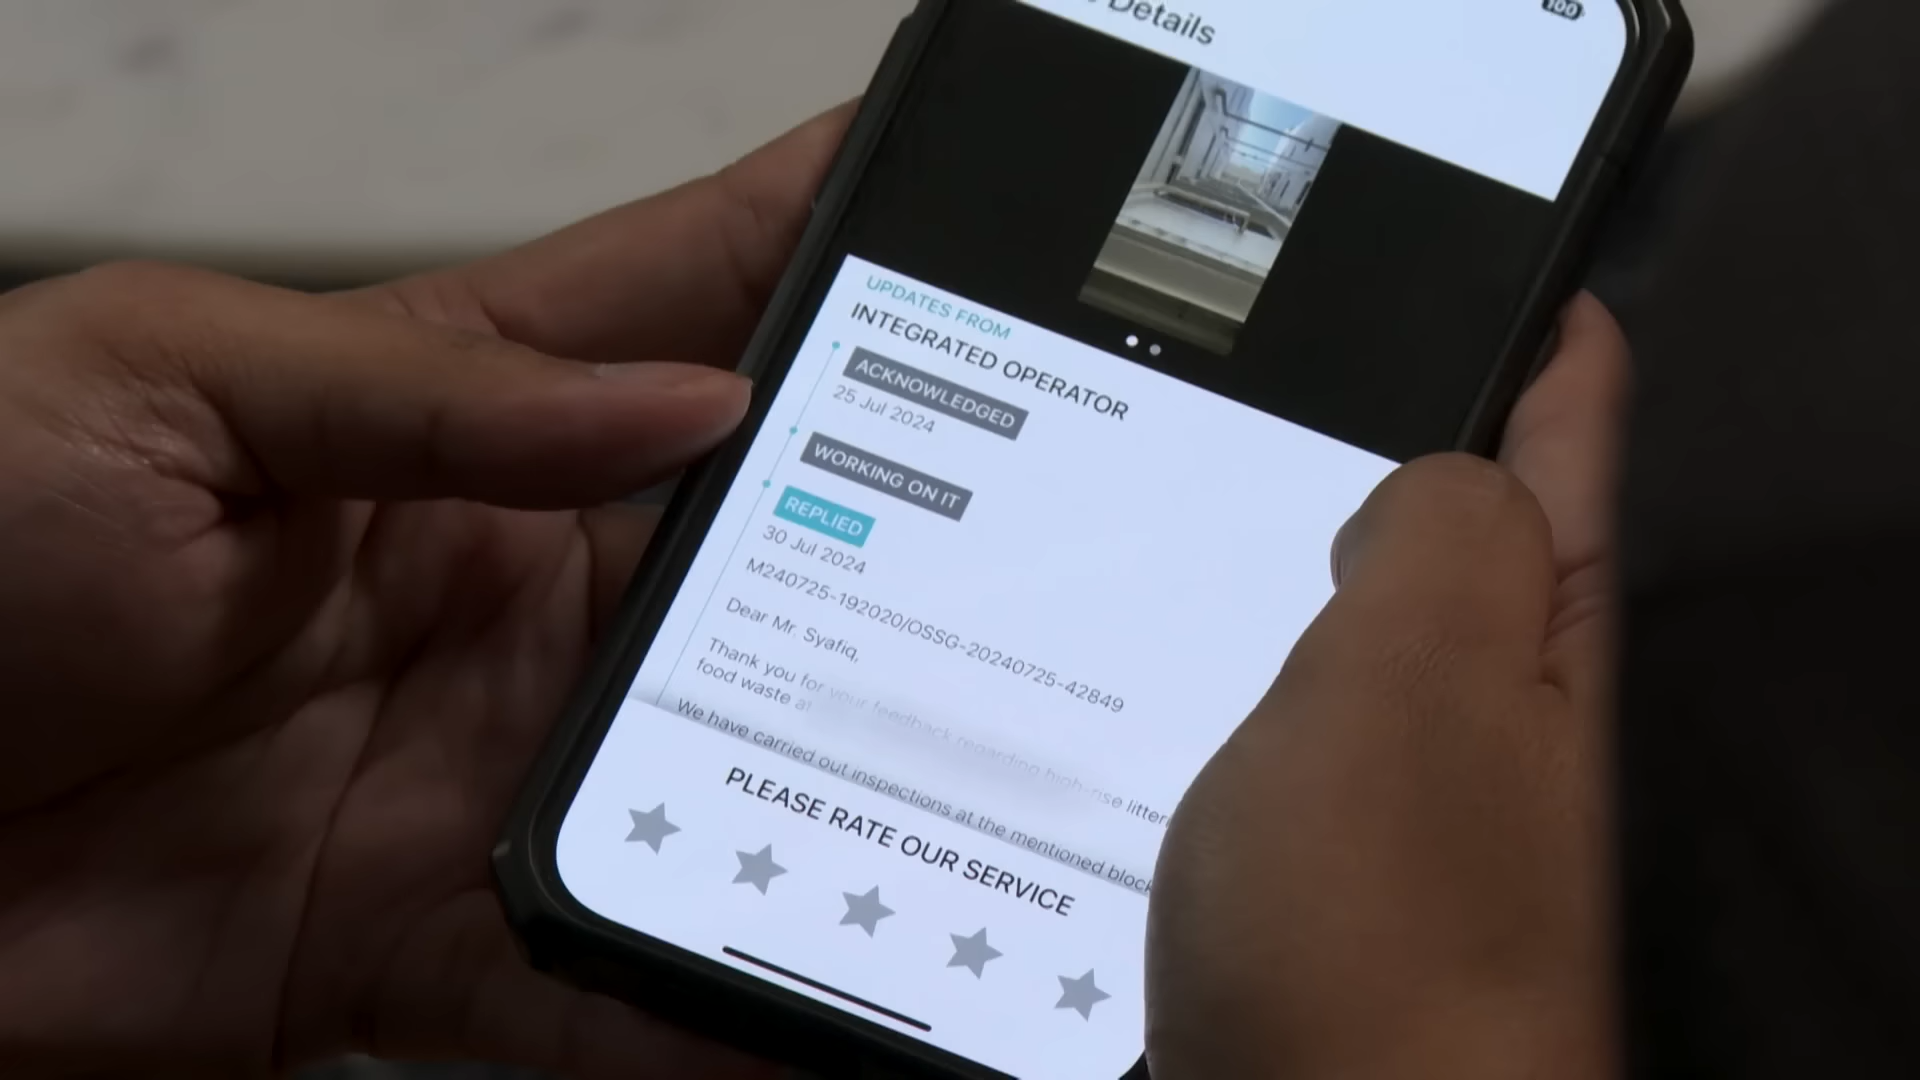 Details
100
UPDATES FROM
INTEGRATED OPERATOR
ACKNOWLEDGED
25 Jul 2024
WORKING ON IT
REPLIED
30 Jul 2024
M240725-192020/OSSG-20240725-42849
Dear Mr. Syafiq,
Thank you for your feedback regarding high-rise litteri
food waste at
We have carried out inspections at the mentioned block
PLEASE RATE OUR SERVICE